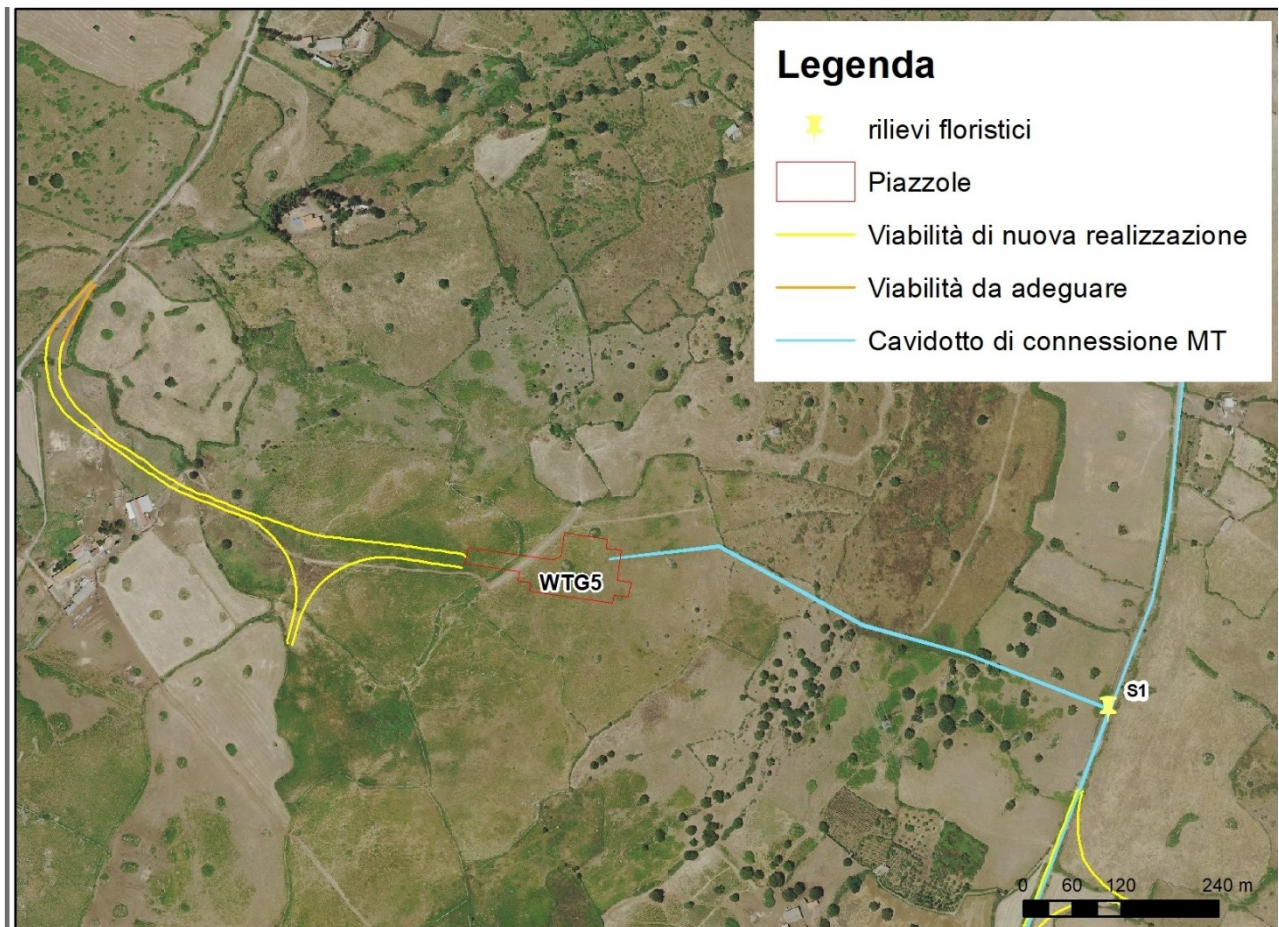 Legenda
rilievi floristici
Piazzole
Viabilità di nuova realizzazione
Viabilità da adeguare
Cavidotto di connessione MT
WTG5
S1
0 60 120 240 m